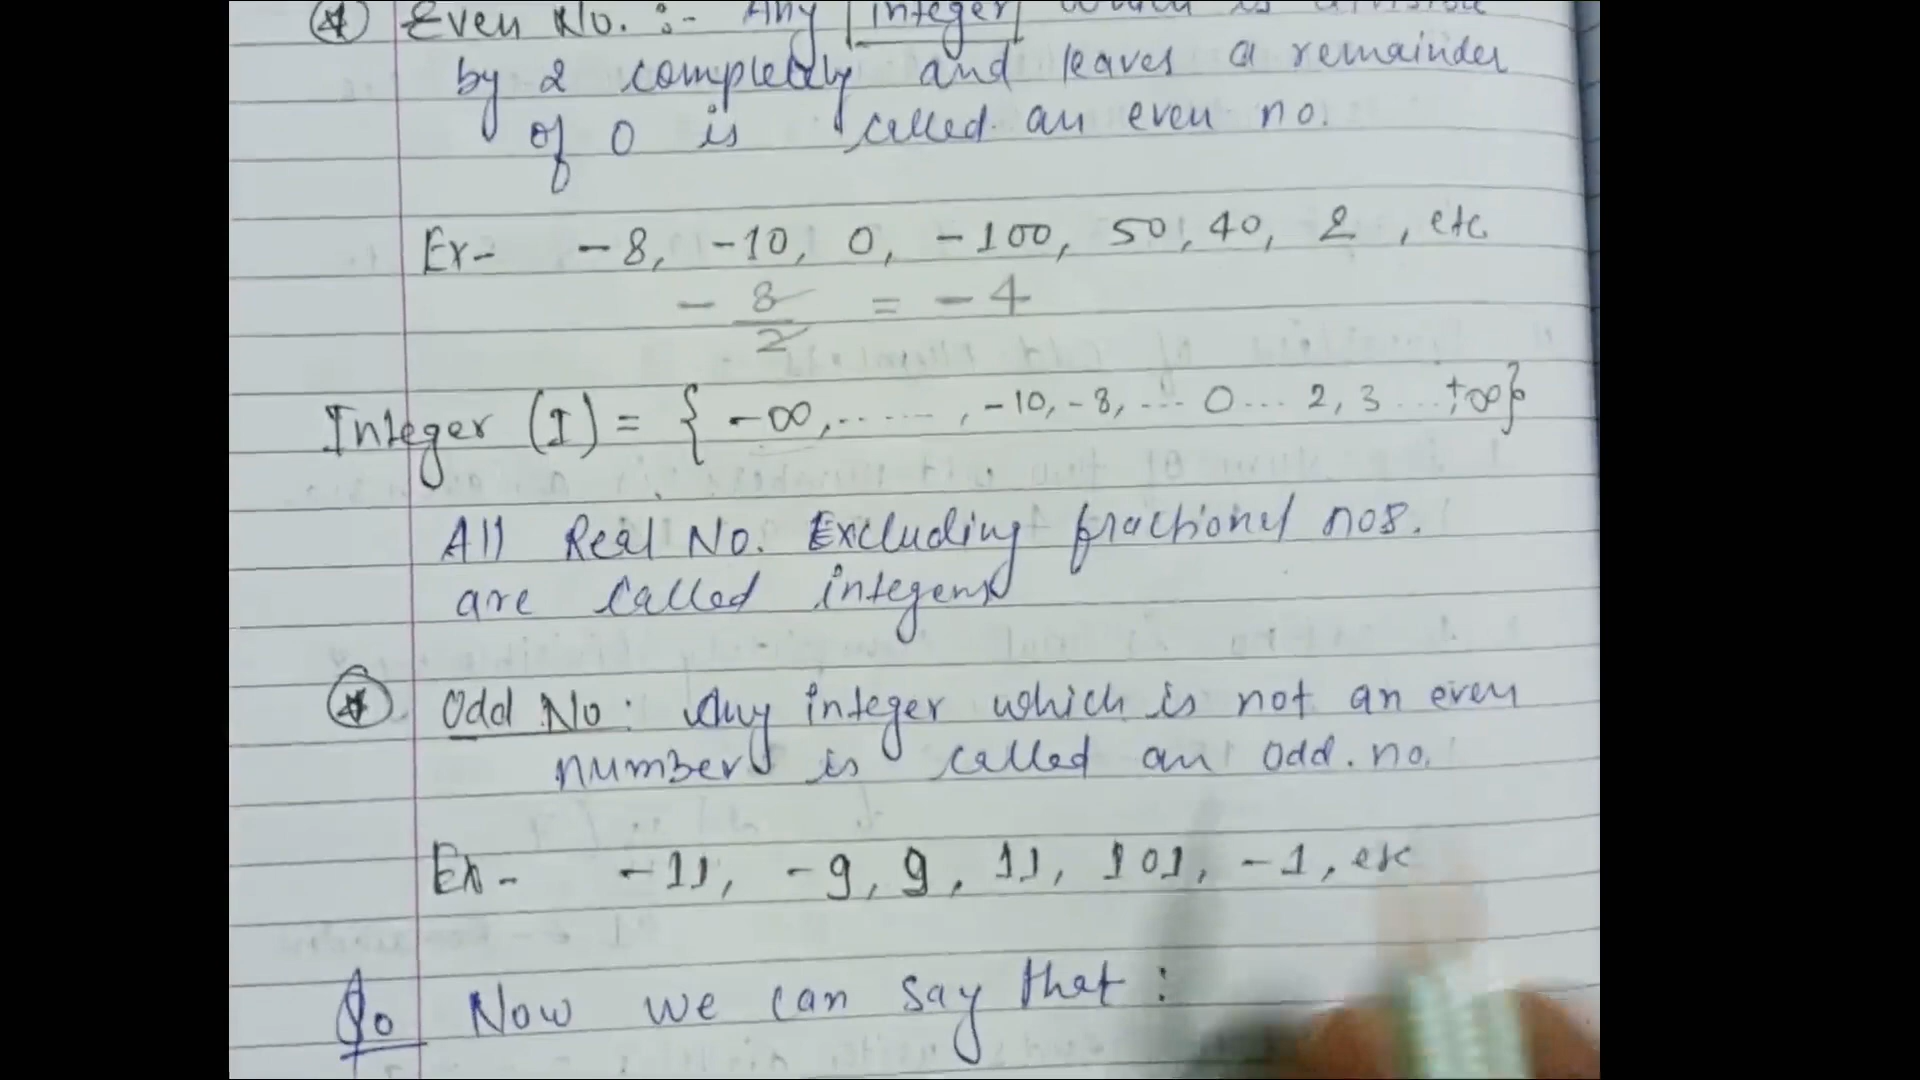 Even No. :- Any integer which is divisible
by 2 completely and leaves a remainder
of 0 is called an even no.
Ex- -8, -10, 0, -100, 50, 40, 2, etc
- 8/2 = -4
Integer (I) = { -∞, ......, -10, -8, ... 0 ... 2, 3 ... +∞}
All Real No. Excluding fractional nos.
are called integers
Odd No: Any integer which is not an even
number is called an odd. no.
Ex- -11, -9, 9, 11, 101, -1, etc
Now we can say that :